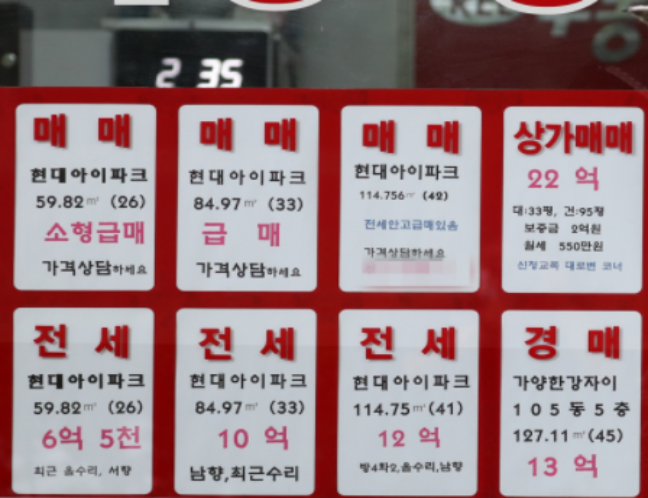 2 35
매 매
현대아이파크
59.82㎡ (26)
소형급매
가격상담하세요
매 매
현대아이파크
84.97㎡ (33)
급 매
가격상담하세요
매 매
현대아이파크
114.756㎡ (42)
전세안고급매있음
가격상담하세요
상가매매
22 억
대:33평, 건:95평
보증금 2억원
월세 550만원
신정교쪽 대로변 코너
전 세
현대아이파크
59.82㎡ (26)
6억 5천
최근 올수리, 서향
전 세
현대아이파크
84.97㎡ (33)
10 억
남향,최근수리
전 세
현대아이파크
114.75㎡ (41)
12 억
방4화2,올수리,남향
경 매
가양한강자이
105동5층
127.11㎡ (45)
13 억